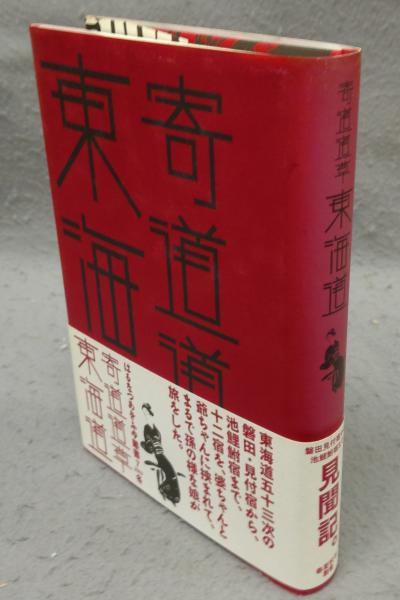 寄道道
東海
寄道道草
東海道
東海道五十三次の
磐田・見付宿から、
池鯉鮒宿まで。
十二宿を、婆ちゃんと
爺ちゃんに挟まれて、
まるで孫の様な娘が
旅をした。
寄道道草
東海道
見聞記